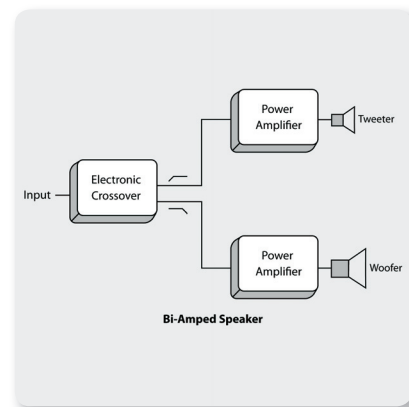 Power
Amplifier
Tweeter
Electronic
Crossover
Input
Power
Amplifier
Woofer
Bi-Amped Speaker